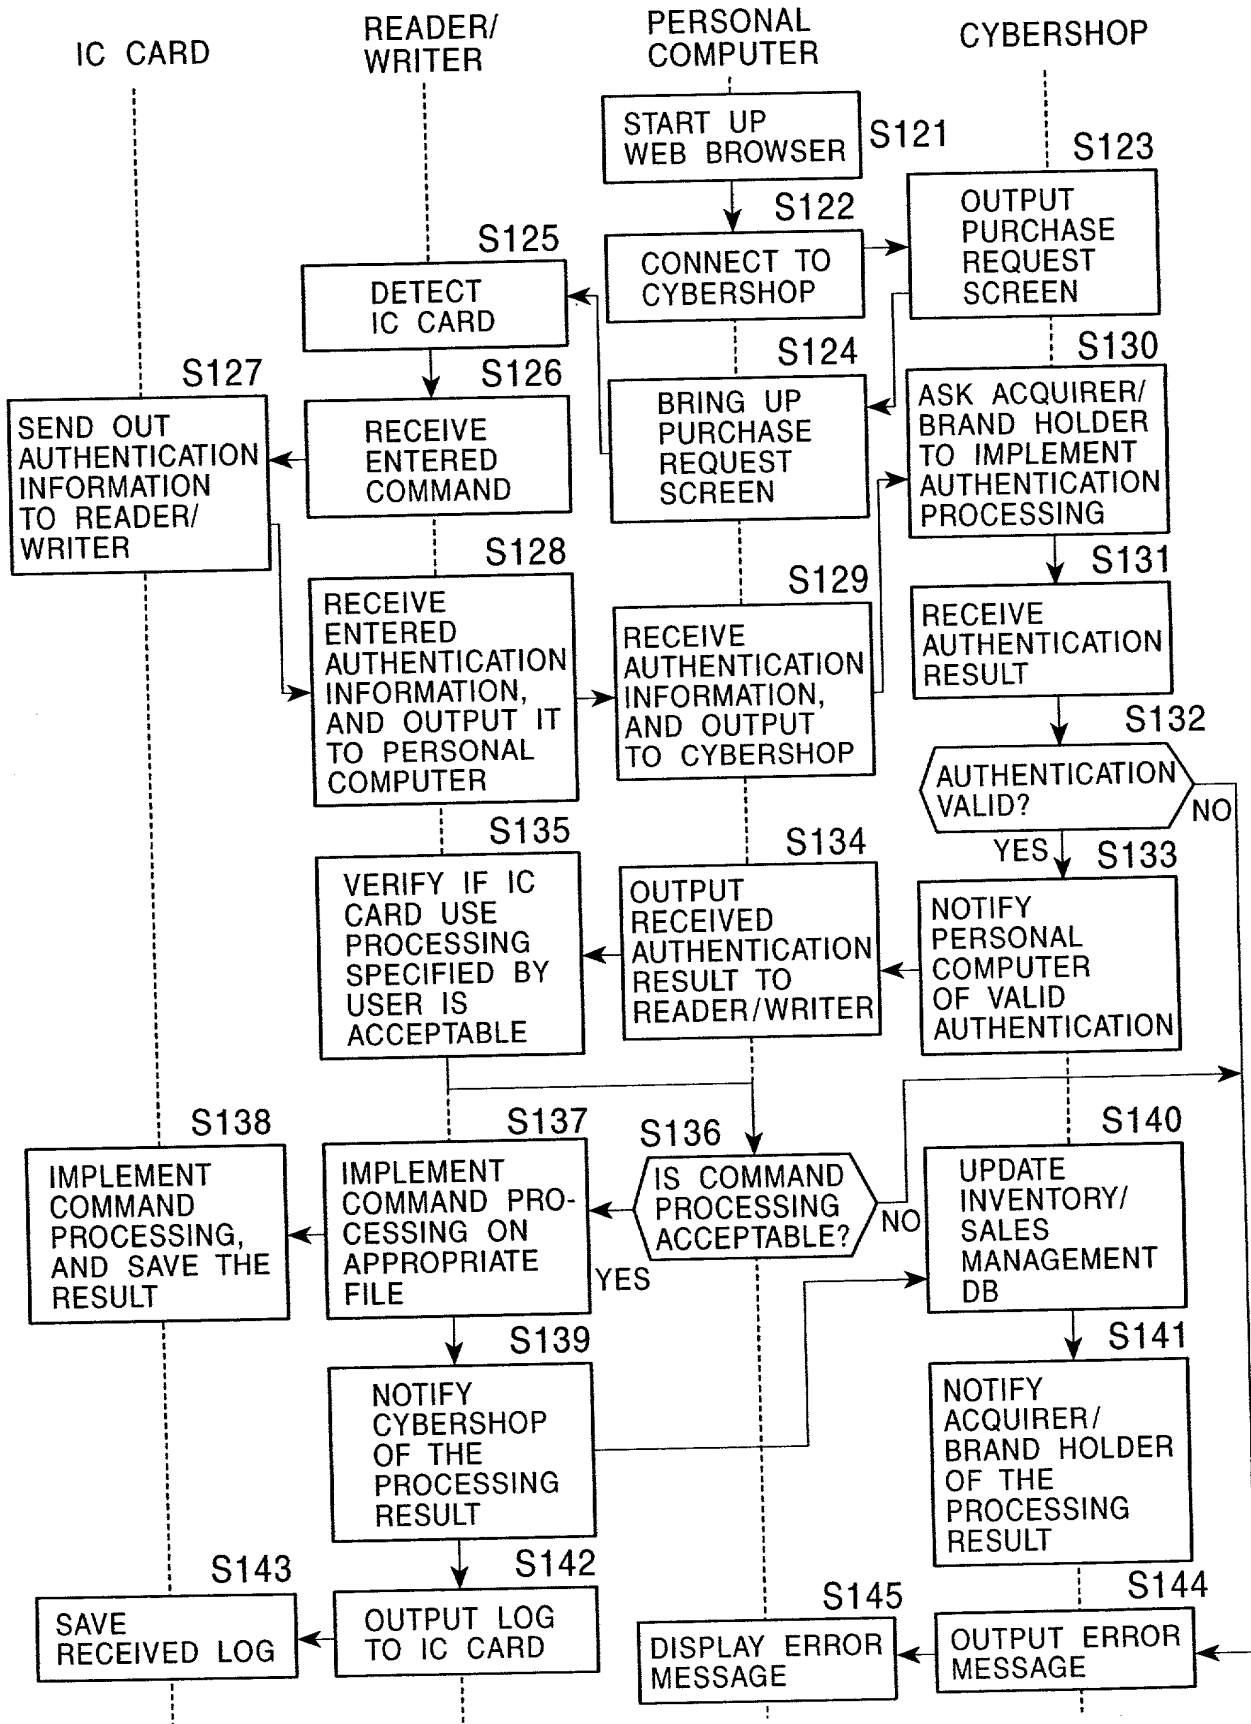 IC CARD
READER/
WRITER
PERSONAL
COMPUTER
CYBERSHOP
START UP
WEB BROWSER
S121
S122
CONNECT TO
CYBERSHOP
S123
OUTPUT
PURCHASE
REQUEST
SCREEN
S124
BRING UP
PURCHASE
REQUEST
SCREEN
S125
DETECT
IC CARD
S126
RECEIVE
ENTERED
COMMAND
S127
SEND OUT
AUTHENTICATION
INFORMATION
TO READER/
WRITER
S128
RECEIVE
ENTERED
AUTHENTICATION
INFORMATION,
AND OUTPUT IT
TO PERSONAL
COMPUTER
S129
RECEIVE
AUTHENTICATION
INFORMATION,
AND OUTPUT
TO CYBERSHOP
S130
ASK ACQUIRER/
BRAND HOLDER
TO IMPLEMENT
AUTHENTICATION
PROCESSING
S131
RECEIVE
AUTHENTICATION
RESULT
S132
AUTHENTICATION
VALID?
NO
YES
S133
NOTIFY
PERSONAL
COMPUTER
OF VALID
AUTHENTICATION
S134
OUTPUT
RECEIVED
AUTHENTICATION
RESULT TO
READER/WRITER
S135
VERIFY IF IC
CARD USE
PROCESSING
SPECIFIED BY
USER IS
ACCEPTABLE
S136
IS COMMAND
PROCESSING
ACCEPTABLE?
NO
YES
S137
IMPLEMENT
COMMAND PRO-
CESSING ON
APPROPRIATE
FILE
S138
IMPLEMENT
COMMAND
PROCESSING,
AND SAVE THE
RESULT
S139
NOTIFY
CYBERSHOP
OF THE
PROCESSING
RESULT
S140
UPDATE
INVENTORY/
SALES
MANAGEMENT
DB
S141
NOTIFY
ACQUIRER/
BRAND HOLDER
OF THE
PROCESSING
RESULT
S142
OUTPUT LOG
TO IC CARD
S143
SAVE
RECEIVED LOG
S144
OUTPUT ERROR
MESSAGE
S145
DISPLAY ERROR
MESSAGE